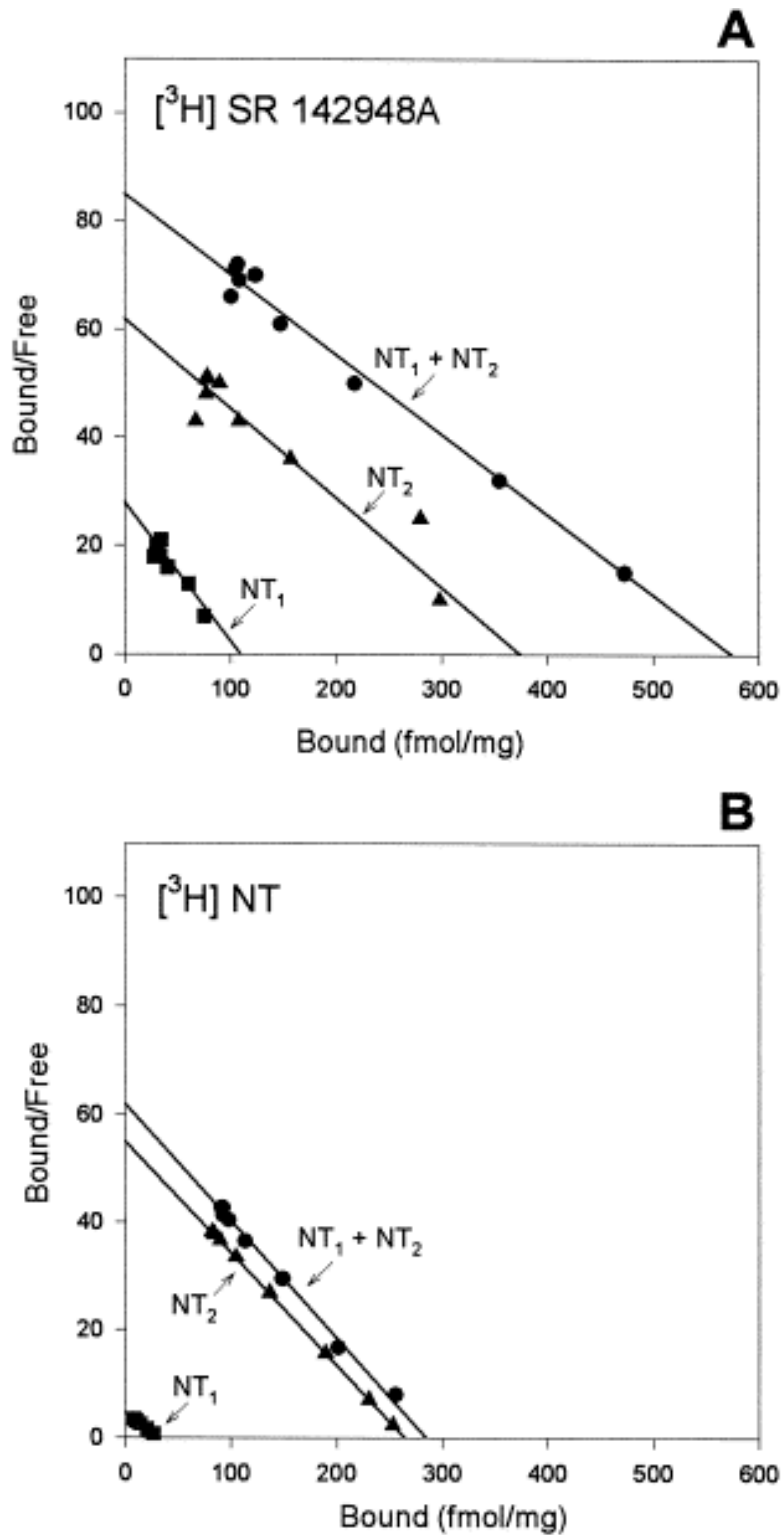 A
[³H] SR 142948A
100
80
60
40
20
0
Bound/Free
NT₁ + NT₂
NT₂
NT₁
0 100 200 300 400 500 600
Bound (fmol/mg)
B
[³H] NT
100
80
60
40
20
0
Bound/Free
NT₁ + NT₂
NT₂
NT₁
0 100 200 300 400 500 600
Bound (fmol/mg)